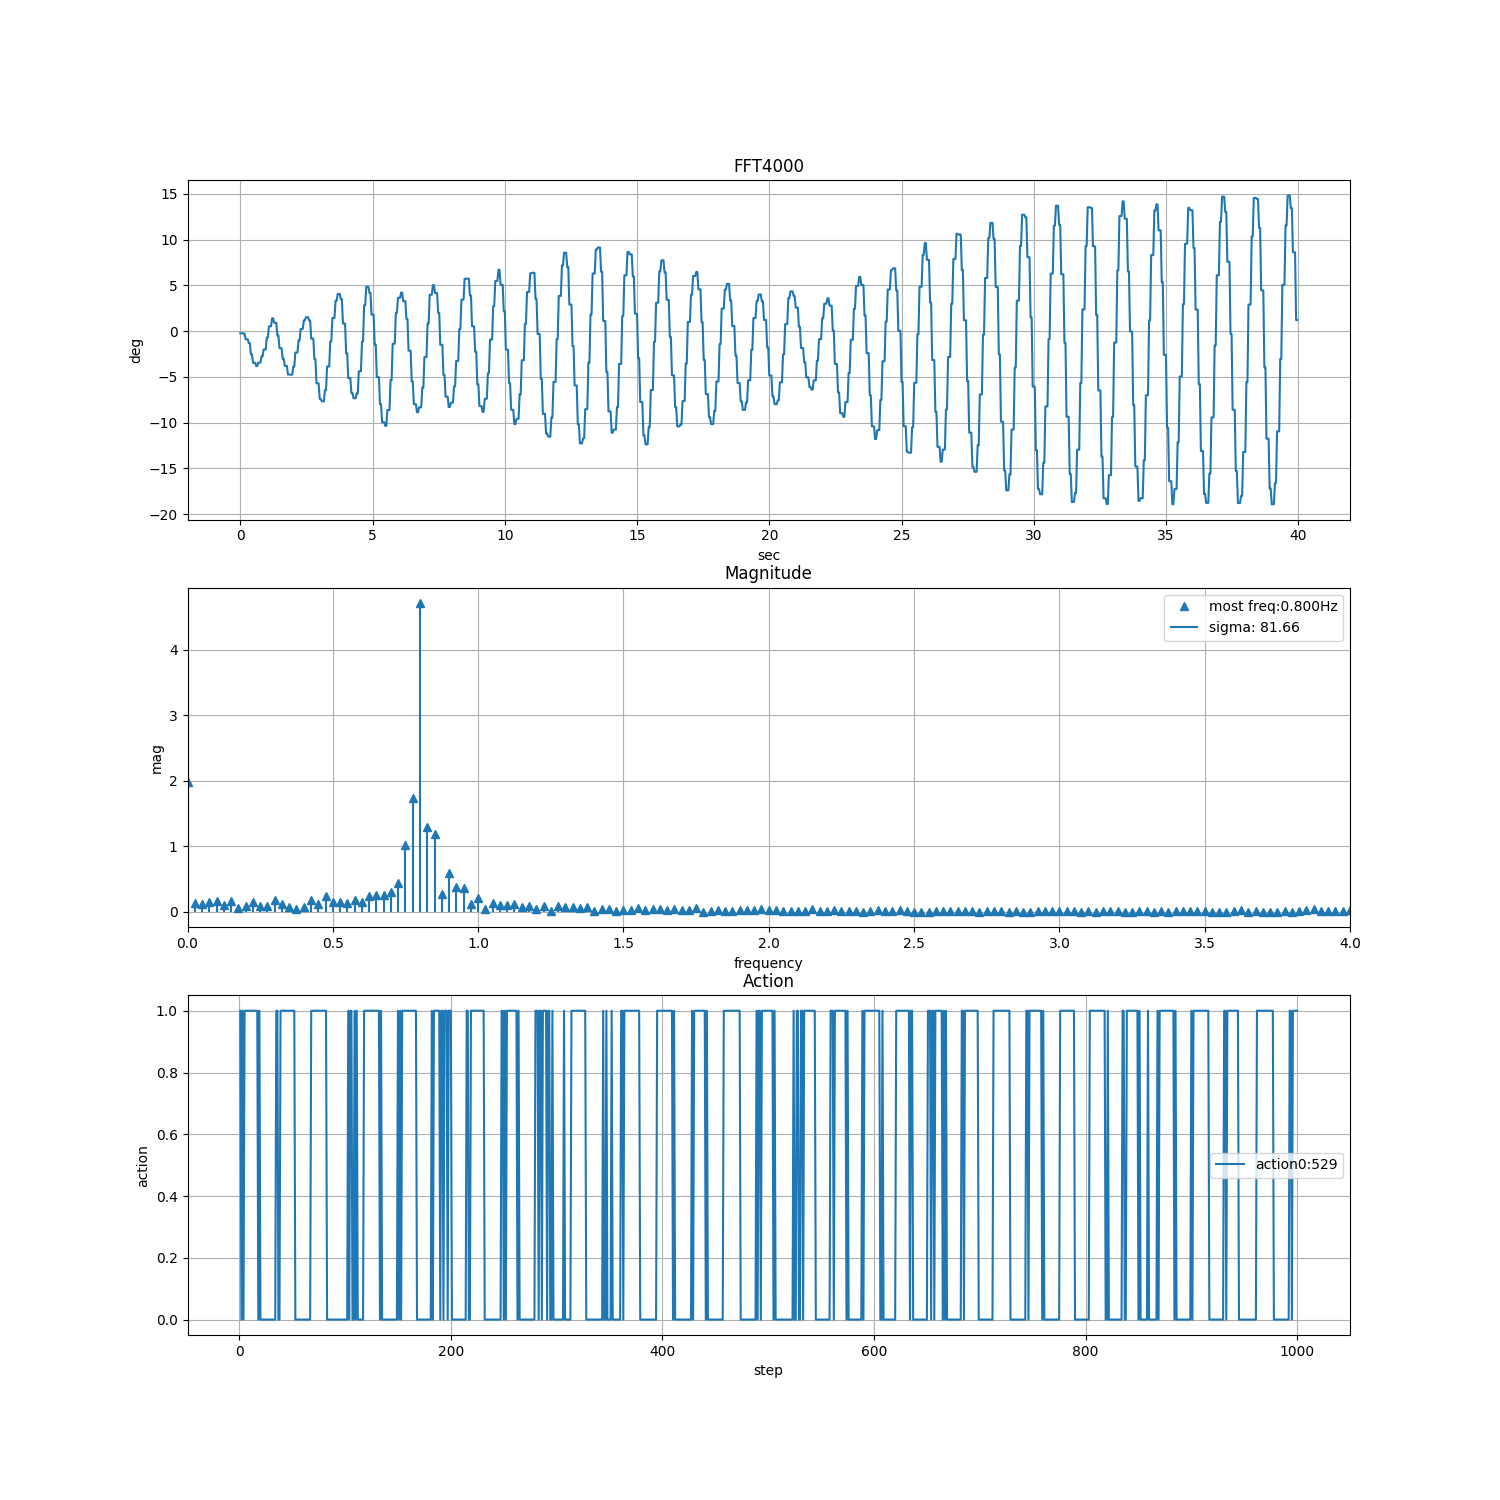 FFT4000
15
10
5
0
−5
−10
−15
−20
deg
0 5 10 15 20 25 30 35 40
sec
Magnitude
most freq:0.800Hz
sigma: 81.66
4
3
2
1
0
mag
0.0 0.5 1.0 1.5 2.0 2.5 3.0 3.5 4.0
frequency
Action
1.0
0.8
0.6
0.4
0.2
0.0
action
action0:529
0 200 400 600 800 1000
step